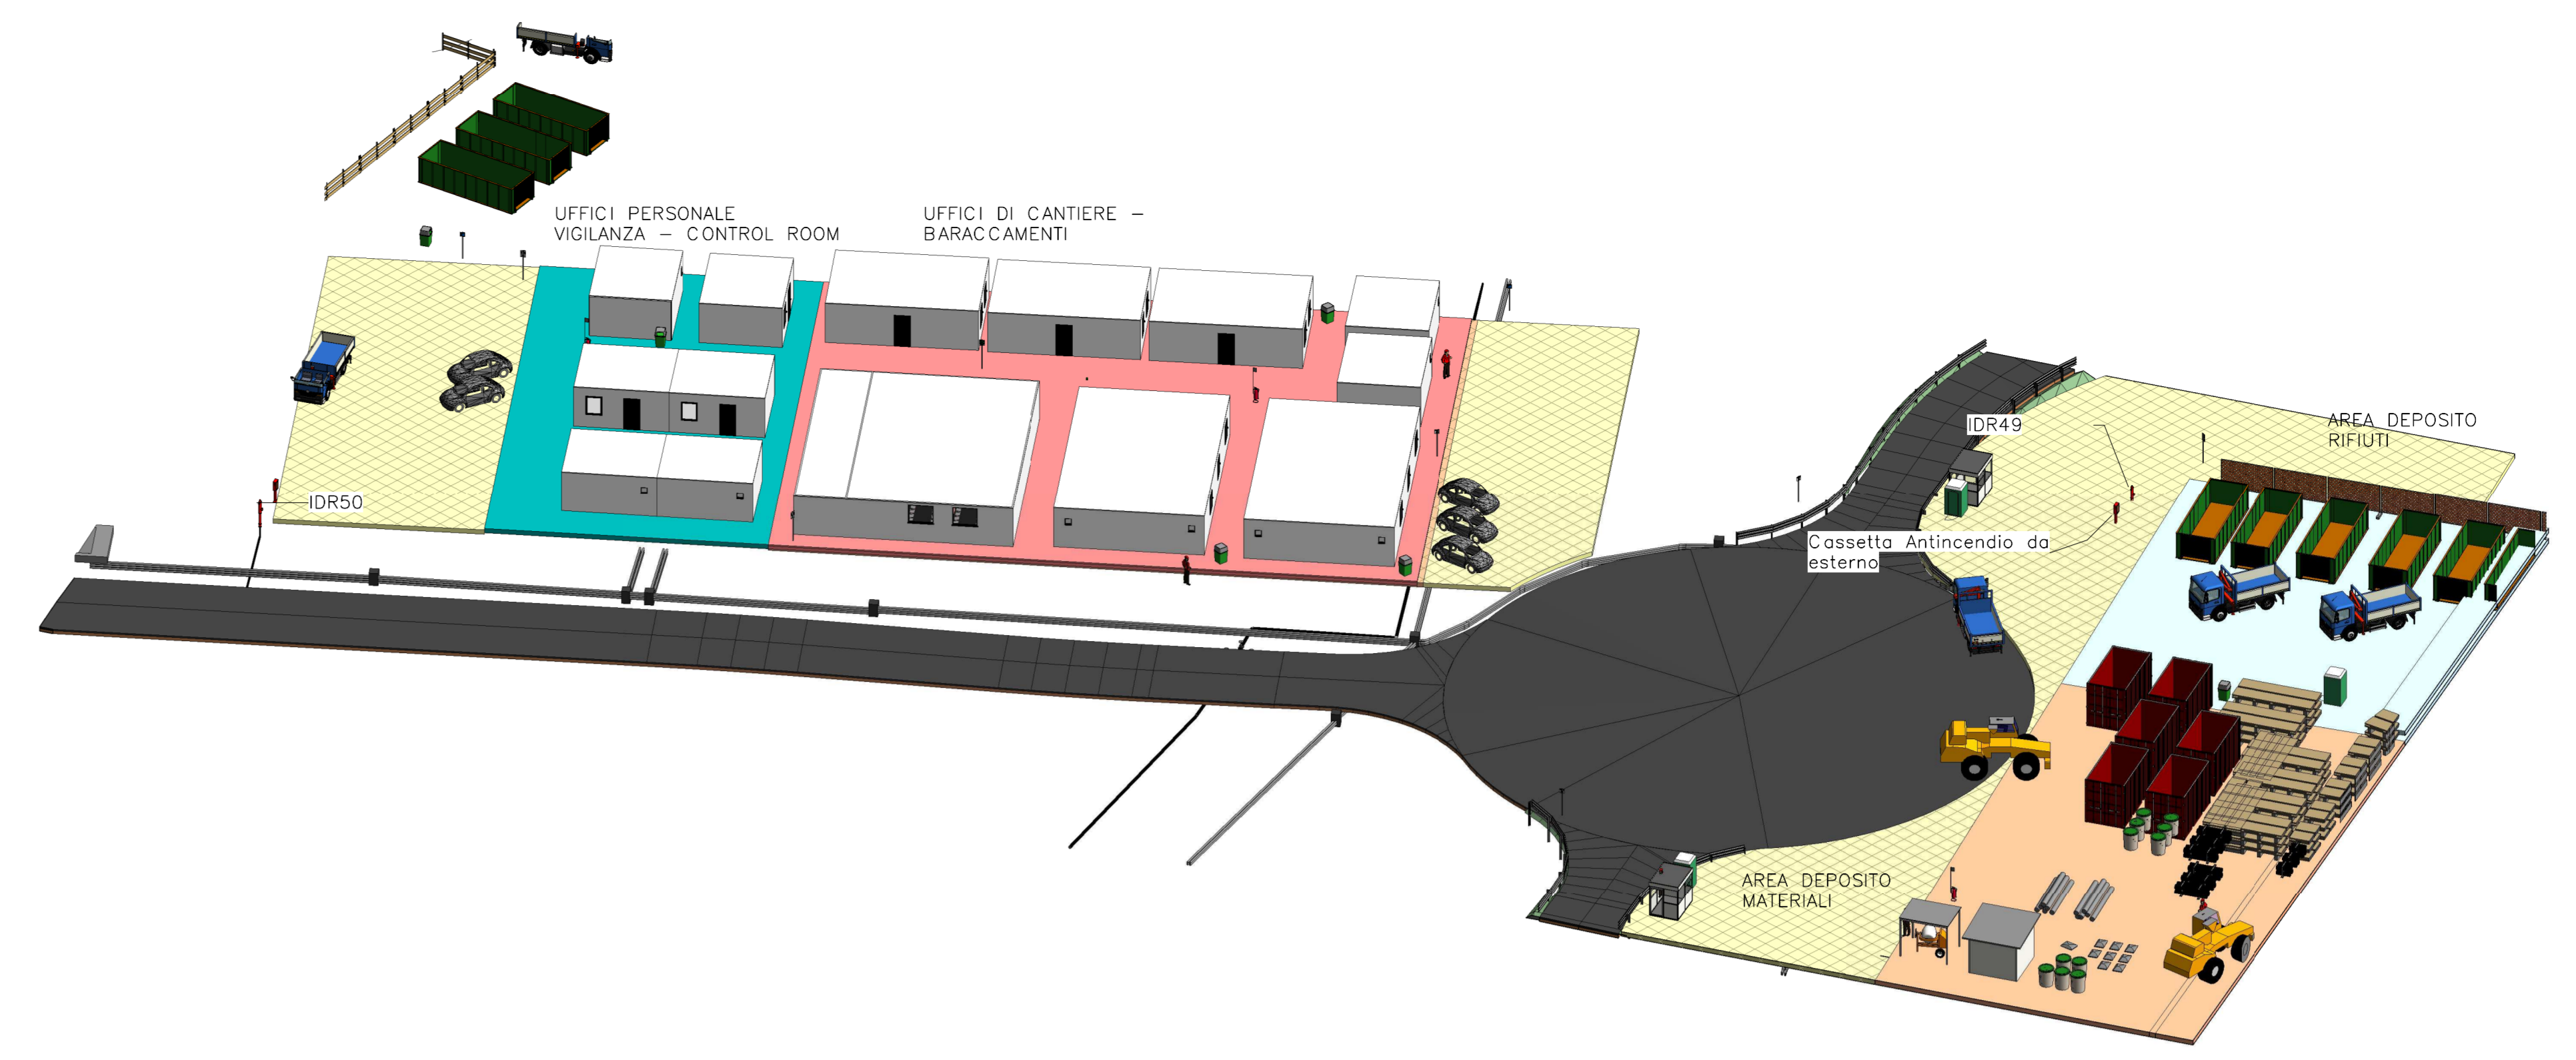 UFFICI PERSONALE
VIGILANZA – CONTROL ROOM
UFFICI DI CANTIERE –
BARACCAMENTI
IDR49
AREA DEPOSITO
RIFIUTI
IDR50
Cassetta Antincendio da
esterno
AREA DEPOSITO
MATERIALI